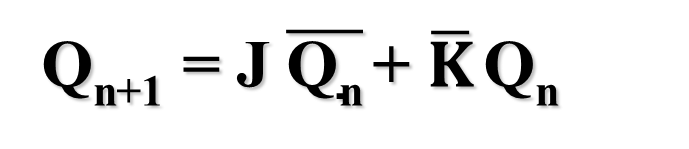 Qₙ₊₁ = J Q̅ₙ + K̅ Qₙ